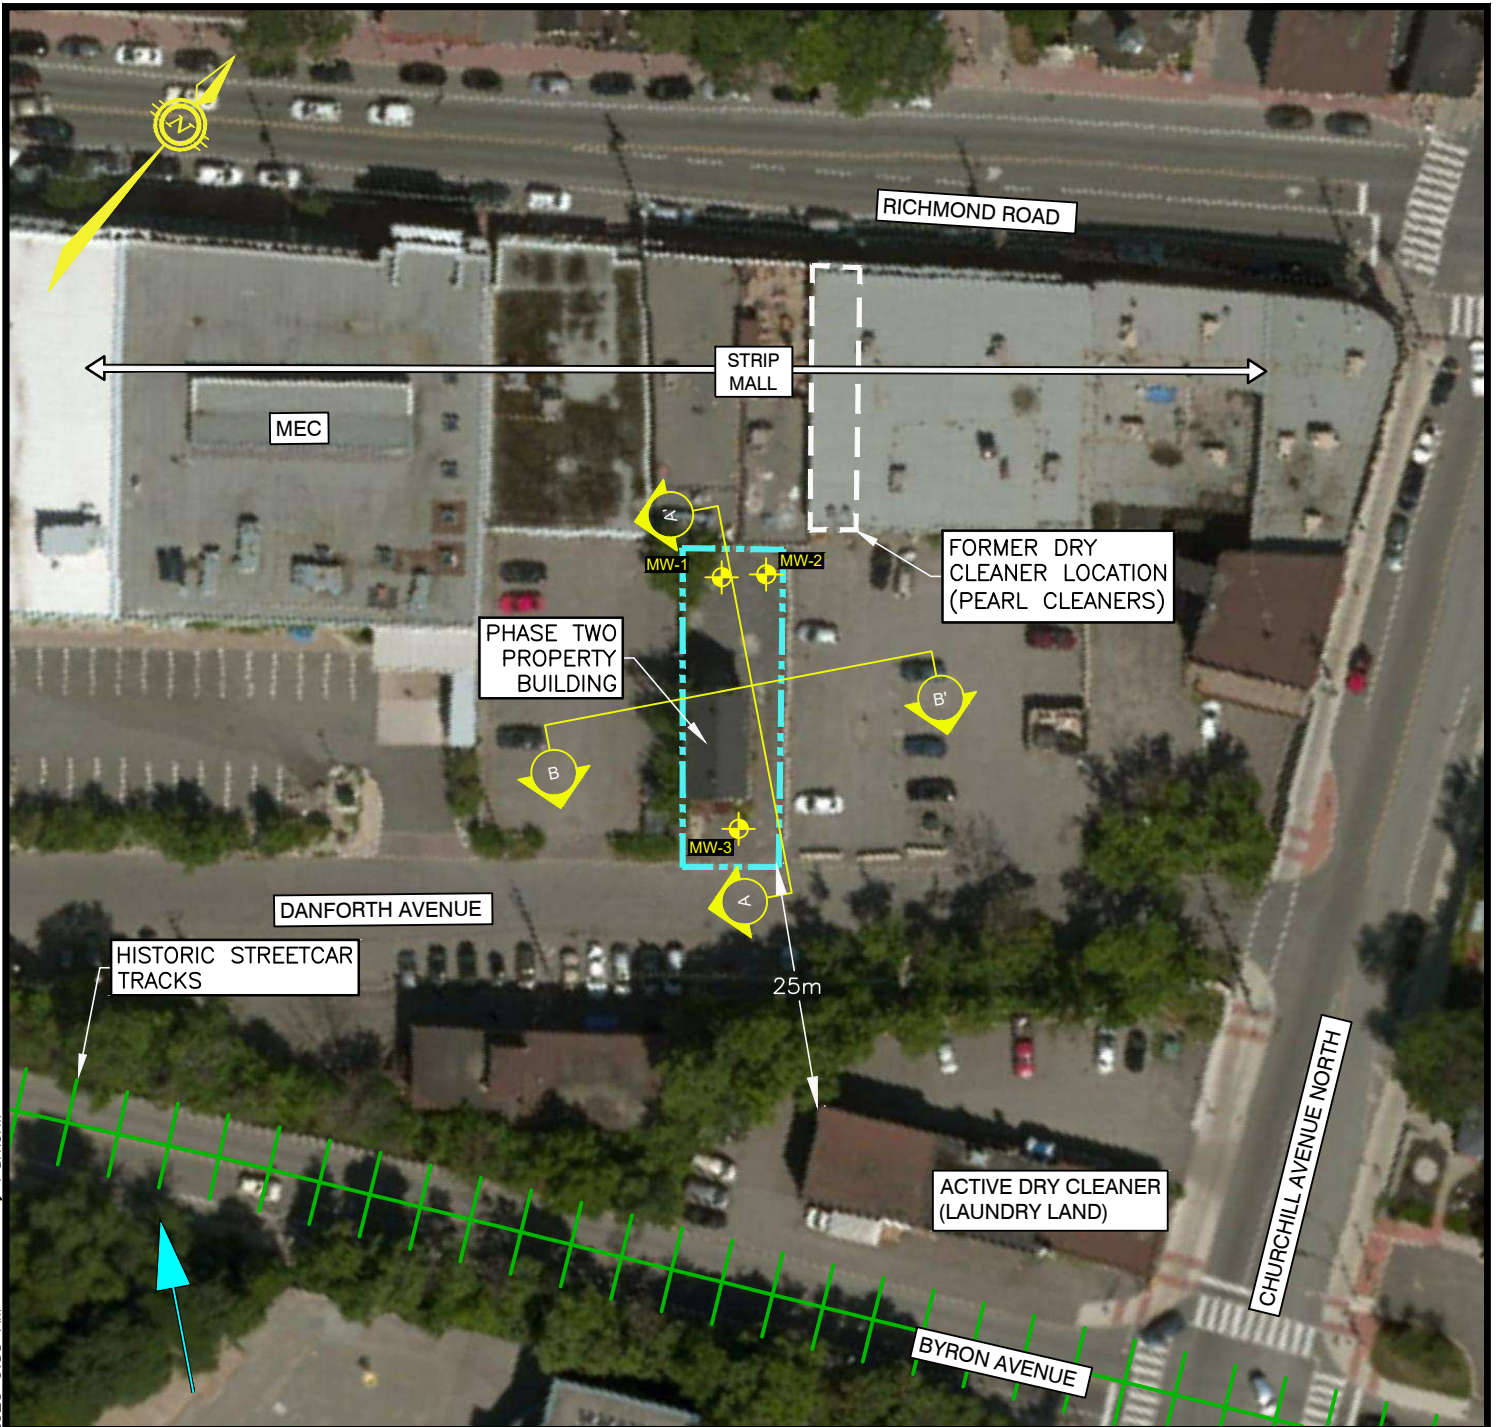 N
RICHMOND ROAD
STRIP
MALL
MEC
A'
MW-1
MW-2
FORMER DRY
CLEANER LOCATION
(PEARL CLEANERS)
PHASE TWO
PROPERTY
BUILDING
B'
B
MW-3
A
DANFORTH AVENUE
HISTORIC STREETCAR
TRACKS
25m
ACTIVE DRY CLEANER
(LAUNDRY LAND)
CHURCHILL AVENUE NORTH
BYRON AVENUE